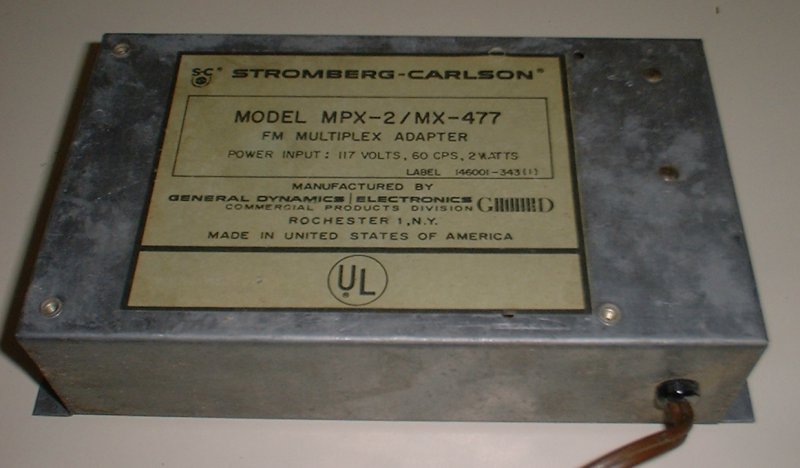 S-C ® STROMBERG-CARLSON®
MODEL MPX-2/MX-477
FM MULTIPLEX ADAPTER
POWER INPUT: 117 VOLTS, 60 CPS, 2 WATTS
LABEL 146001-343(1)
MANUFACTURED BY
GENERAL DYNAMICS | ELECTRONICS
COMMERCIAL PRODUCTS DIVISION G D
ROCHESTER 1, N.Y.
MADE IN UNITED STATES OF AMERICA
UL ®